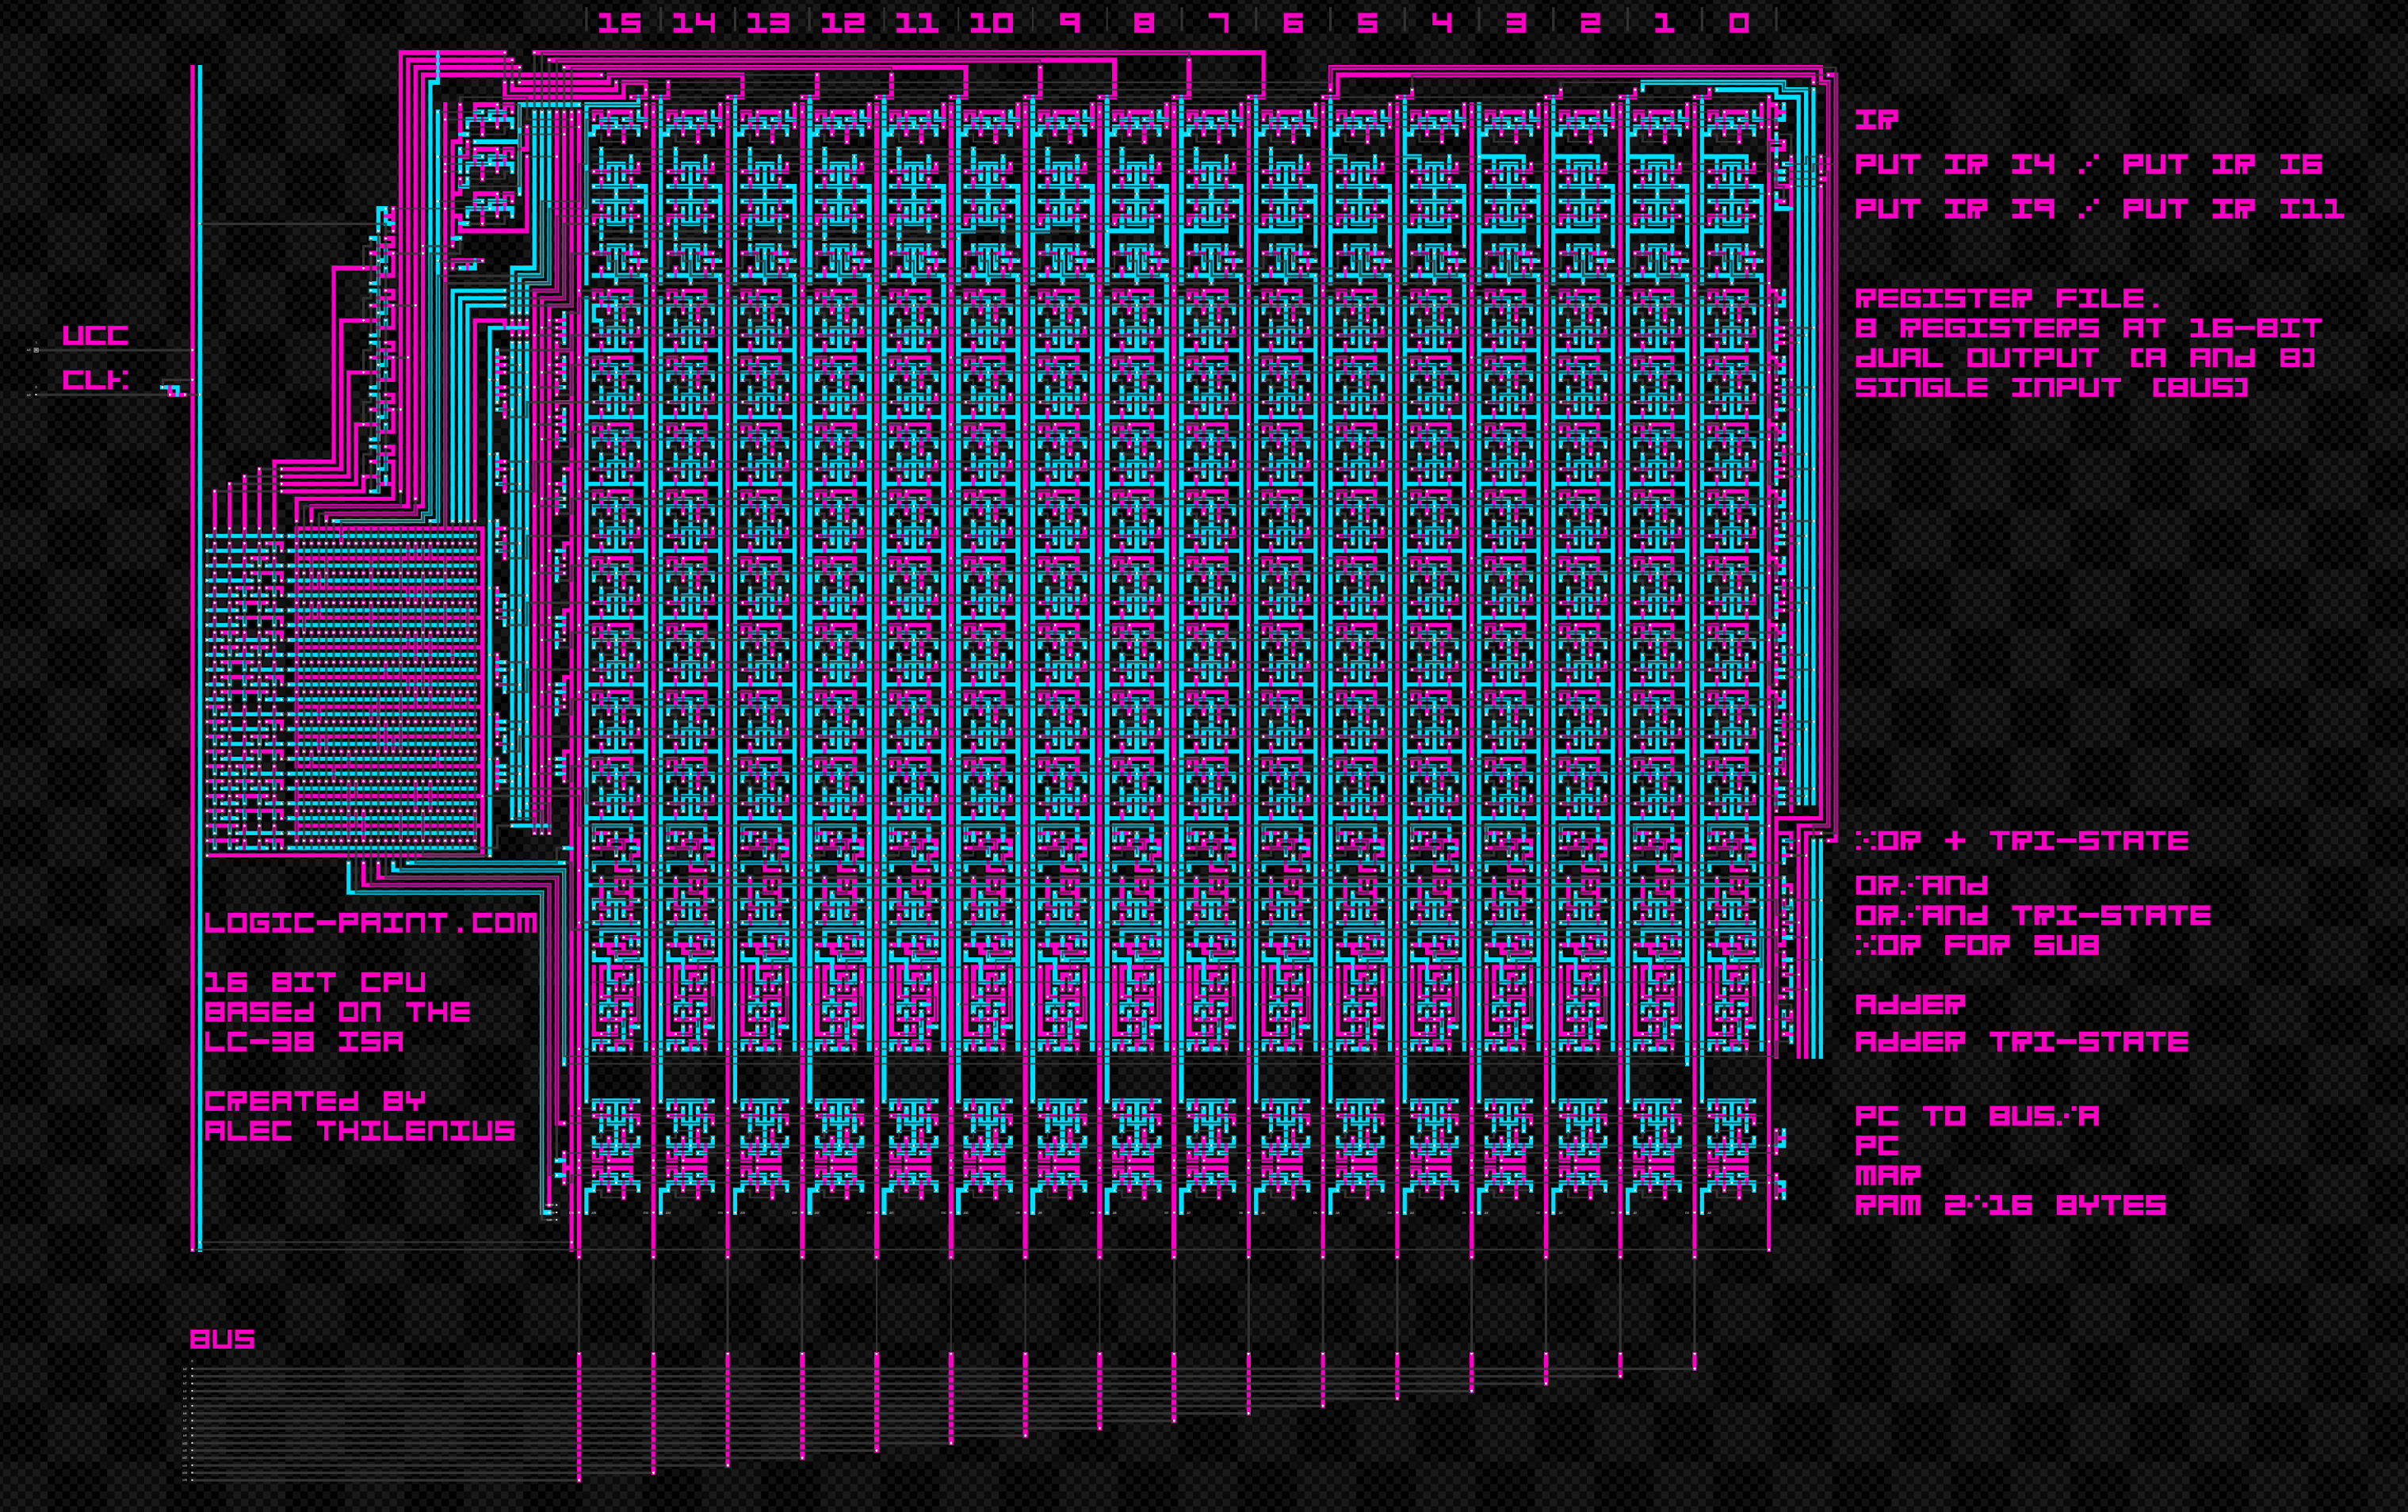 15 14 13 12 11 10 9 8 7 6 5 4 3 2 1 0
IR
PUT IR I4 / PUT IR I6
PUT IR I9 / PUT IR I11
REGISTER FILE.
8 REGISTERS AT 16-BIT
DUAL OUTPUT [A AND B]
SINGLE INPUT [BUS]
VCC
CLK
XOR + TRI-STATE
OR/AND
OR/AND TRI-STATE
XOR FOR SUB
ADDER
ADDER TRI-STATE
PC TO BUS/A
PC
MAR
RAM 2^16 BYTES
LOGIC-PAINT.COM
16 BIT CPU
BASED ON THE
LC-3B ISA
CREATED BY
ALEC THILENIUS
BUS